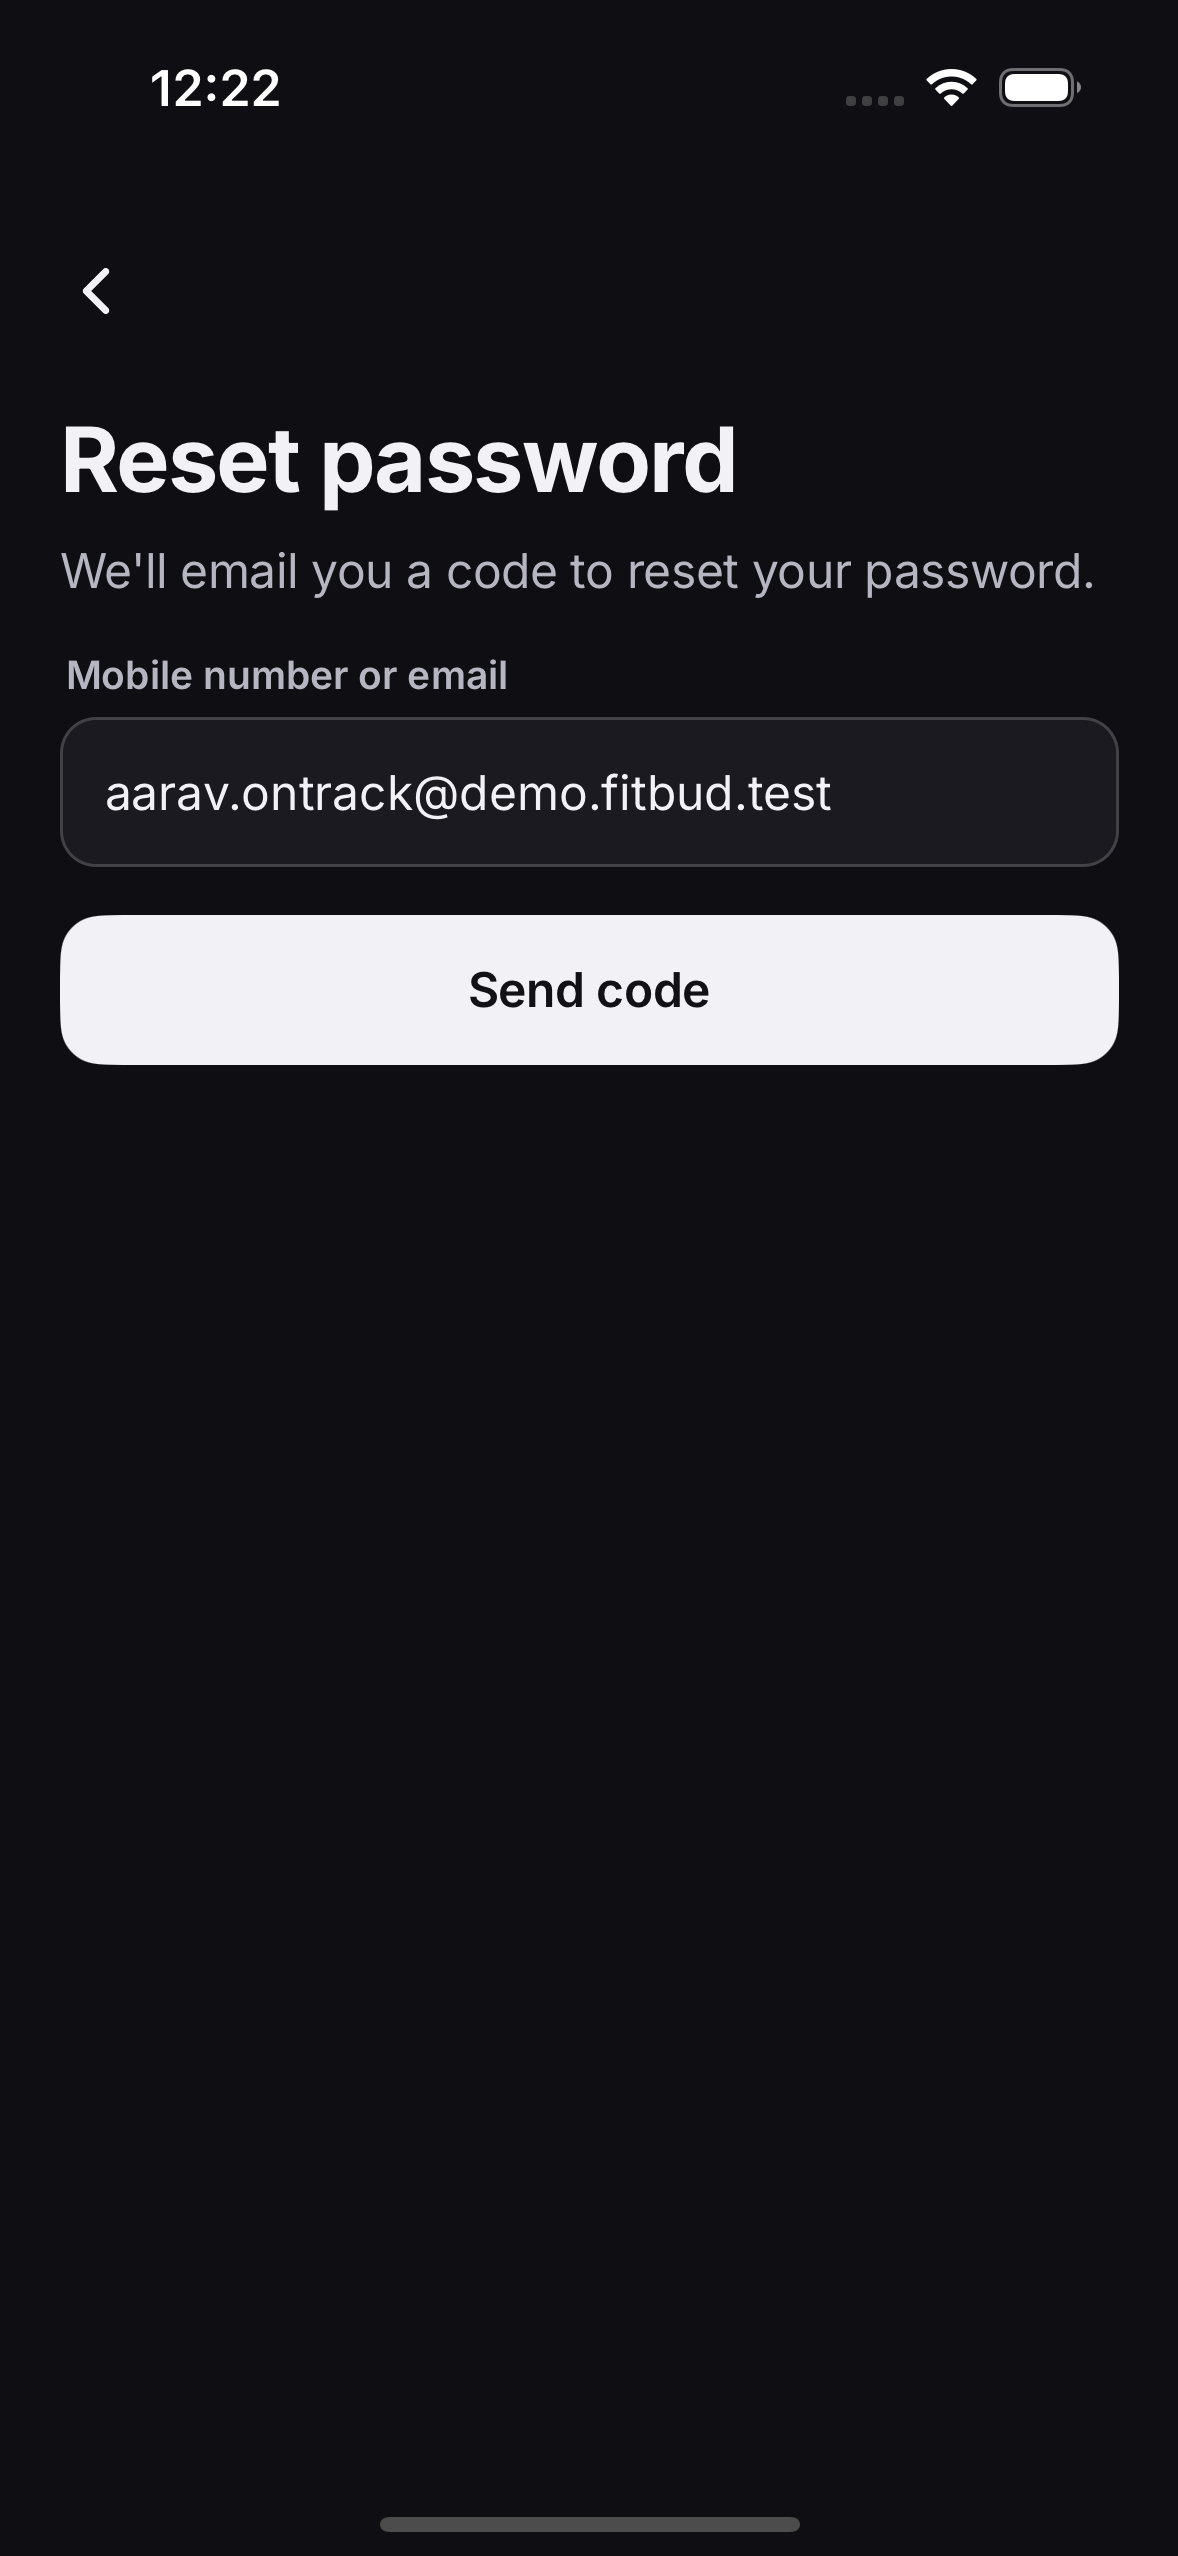 12:22
Reset password
We'll email you a code to reset your password.
Mobile number or email
aarav.ontrack@demo.fitbud.test
Send code